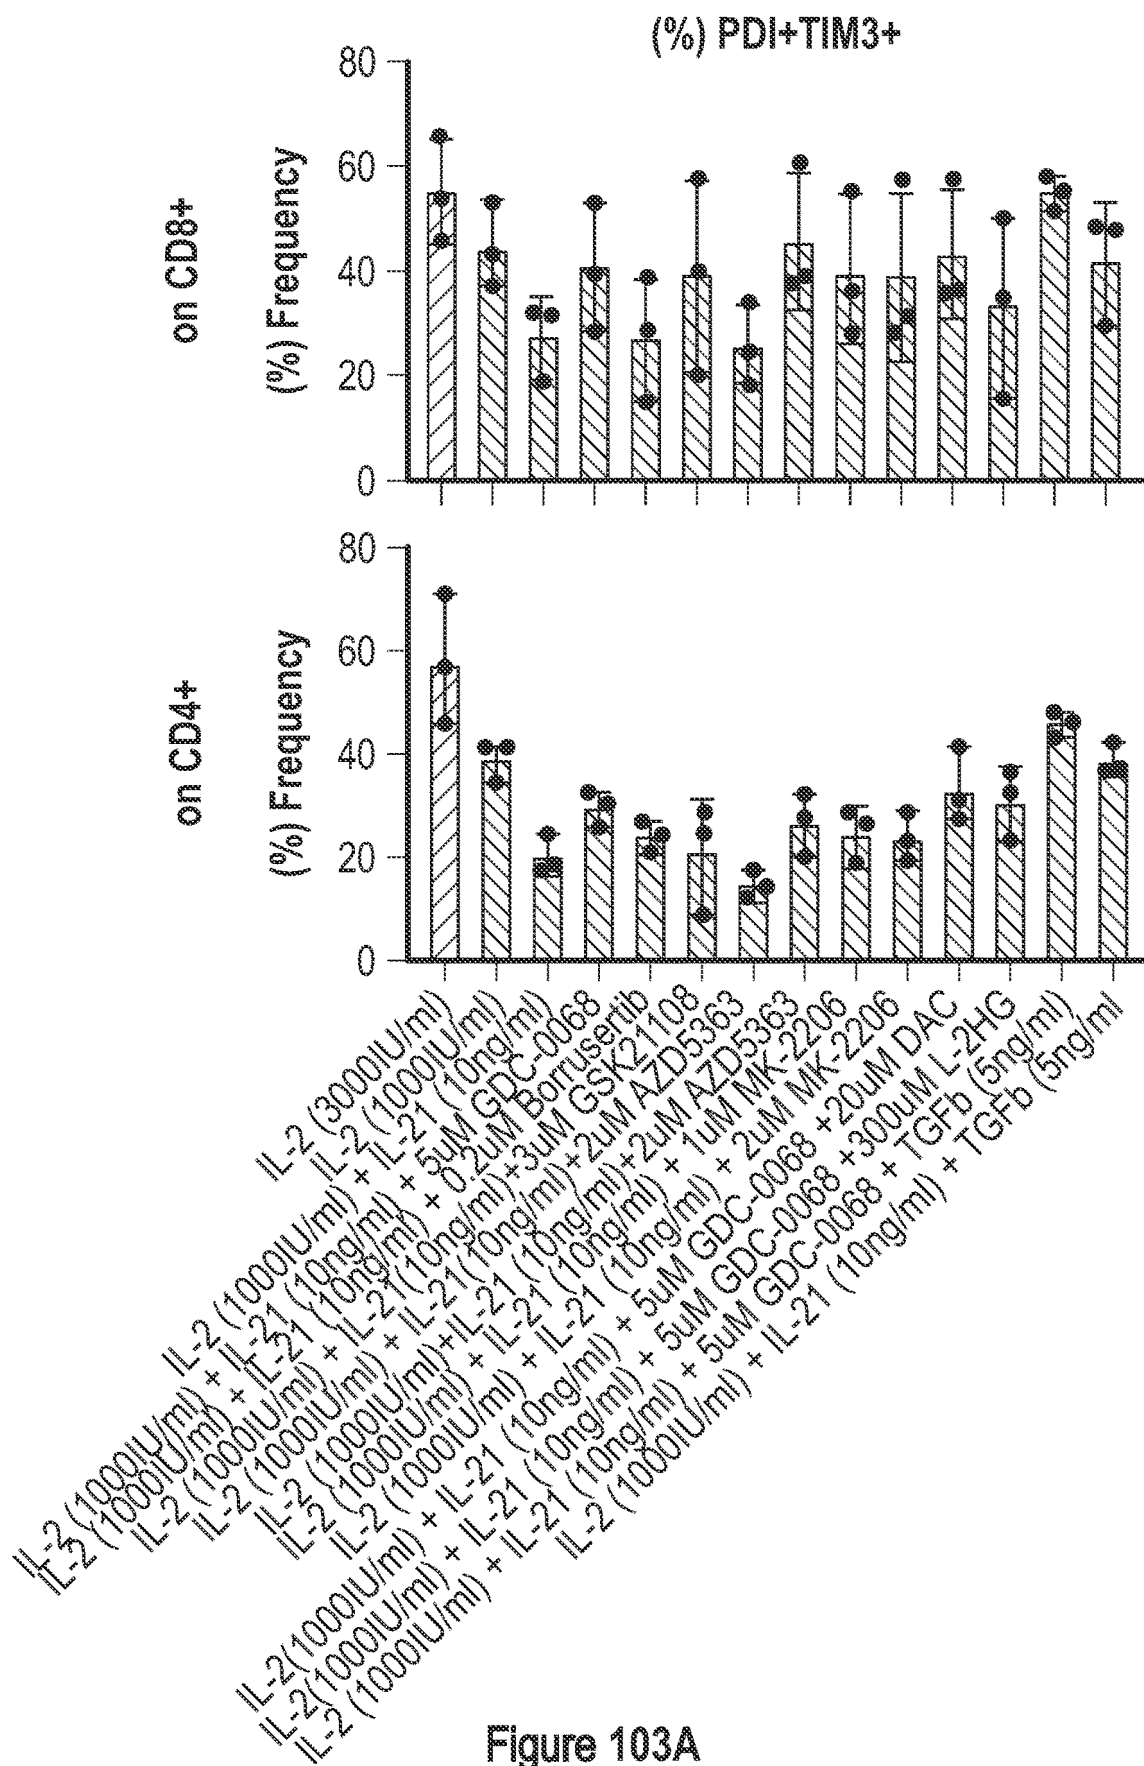 (%) PDI+TIM3+
on CD8+
(%) Frequency
80
60
40
20
0
on CD4+
(%) Frequency
80
60
40
20
0
IL-2 (3000IU/ml)
IL-2 (1000IU/ml)
IL-2 (1000IU/ml) + IL-21 (10ng/ml)
IL-2 (1000IU/ml) + IL-21 (10ng/ml) + 5uM GDC-0068
IL-2 (1000IU/ml) + IL-21 (10ng/ml) + 0.2uM Borrusertib
IL-2 (1000IU/ml) + IL-21(10ng/ml)+3uM GSK21108
IL-2 (1000IU/ml) + IL-21(10ng/ml)+2uM AZD5363
IL-2 (1000IU/ml)+IL-21 (10ng/ml)+2uM AZD5363
IL-2 (1000IU/ml) + IL-21 (10ng/ml) + 1uM MK-2206
IL-2 (1000IU/ml) + IL-21 (10ng/ml) + 2uM MK-2206
IL-2(1000IU/ml) + IL-21 (10ng/ml) + 5uM GDC-0068 +20uM DAC
IL-2(1000IU/ml) + IL-21 (10ng/ml) + 5uM GDC-0068 +300uM L-2HG
IL-2 (1000IU/ml) + IL-21 (10ng/ml) + 5uM GDC-0068 + TGFb (5ng/ml)
IL-2 (1000IU/ml) + IL-21 (10ng/ml) + TGFb (5ng/ml
Figure 103A